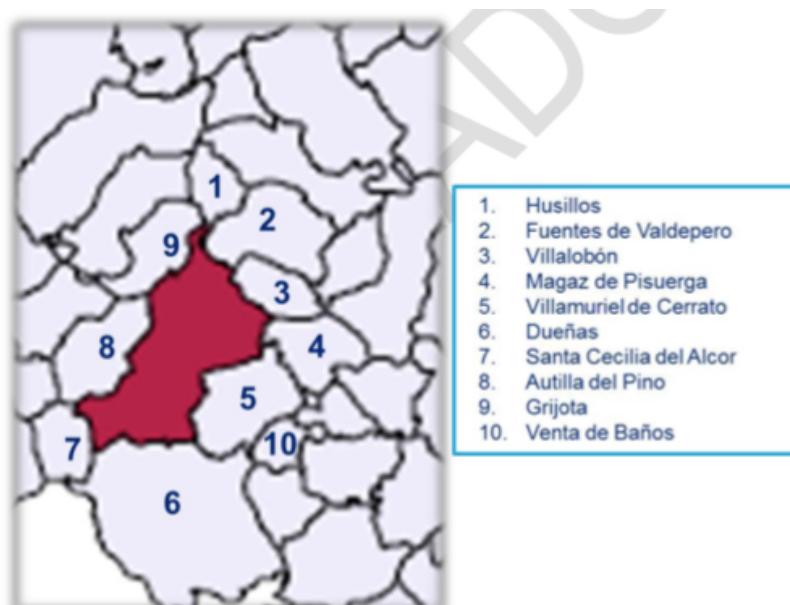 ADO
1
2
9
3
8
4
5
7
10
6
1. Husillos
2. Fuentes de Valdepero
3. Villalobón
4. Magaz de Pisuerga
5. Villamuriel de Cerrato
6. Dueñas
7. Santa Cecilia del Alcor
8. Autilla del Pino
9. Grijota
10. Venta de Baños